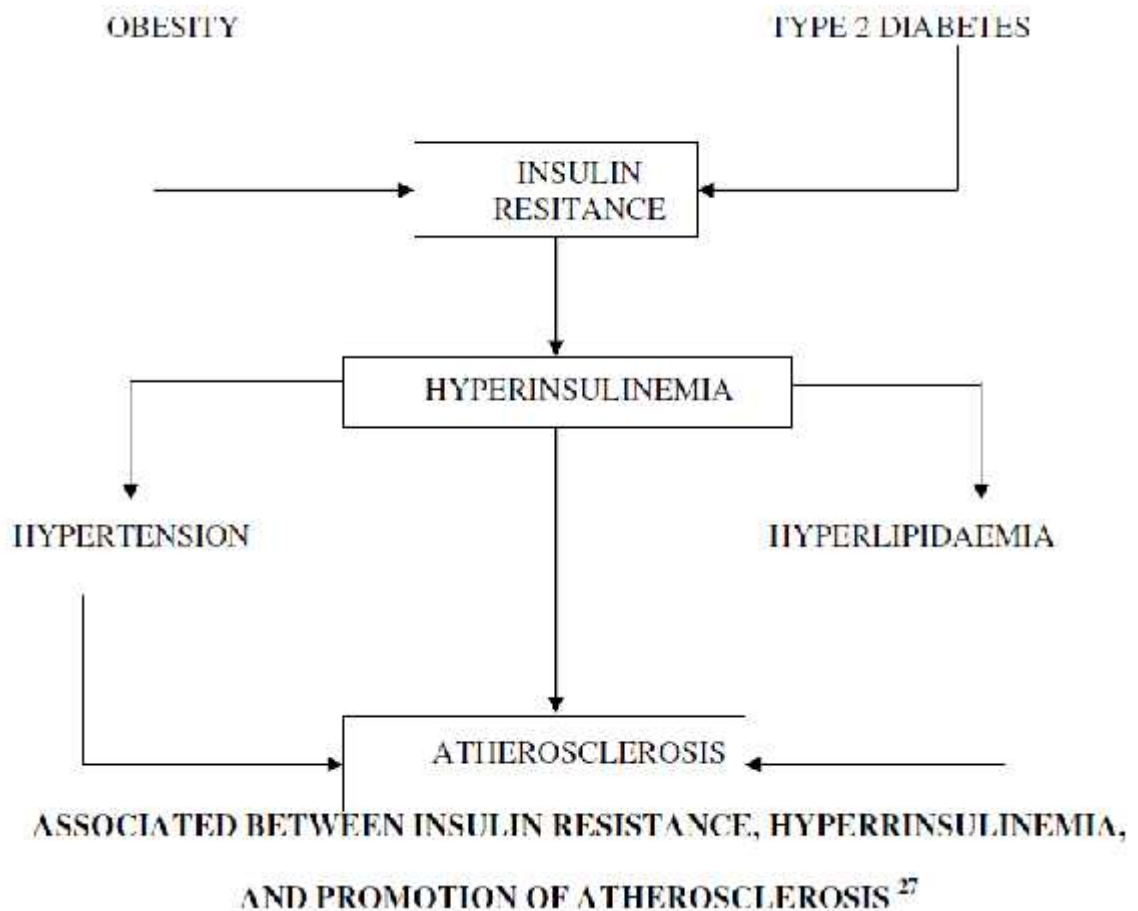 OBESITY
TYPE 2 DIABETES
INSULIN
RESITANCE
HYPERINSULINEMIA
HYPERTENSION
HYPERLIPIDAEMIA
ATHEROSCLEROSIS
ASSOCIATED BETWEEN INSULIN RESISTANCE, HYPERRINSULINEMIA,
AND PROMOTION OF ATHEROSCLEROSIS 27